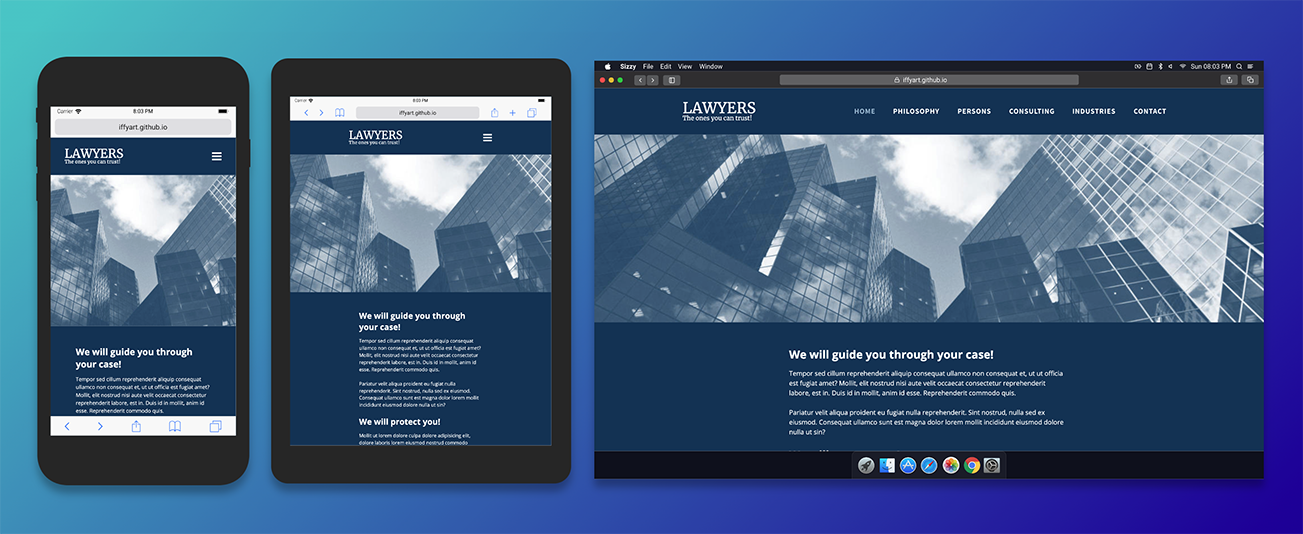 Carrier
8:03 PM
iffyart.github.io
LAWYERS
The ones you can trust!
We will guide you through
your case!
Tempor sed cillum reprehenderit aliquip consequat
ullamco non consequat et, ut ut officia est fugiat
amet? Mollit, elit nostrud nisi aute velit occaecat
consectetur reprehenderit labore, est in. Duis id in mollit, anim id
esse. Reprehenderit commodo quis.
Carrier
8:03 PM
iffyart.github.io
LAWYERS
The ones you can trust!
We will guide you through
your case!
Tempor sed cillum reprehenderit aliquip consequat
ullamco non consequat et, ut ut officia est fugiat amet?
Mollit, elit nostrud nisi aute velit occaecat consectetur
reprehenderit labore, est in. Duis id in mollit, anim id
esse. Reprehenderit commodo quis.
Pariatur velit aliqua proident eu fugiat nulla
reprehenderit. Sint nostrud, nulla sed ex eiusmod.
Consequat ullamco sunt est magna dolor lorem mollit
incididunt eiusmod dolore nulla ut sin?
We will protect you!
Mollit ut lorem dolore culpa dolore adipisicing elit,
dolore laboris lorem eiusmod nostrud commodo
Sizzy File Edit View Window
Sun 08:03 PM
iffyart.github.io
LAWYERS
The ones you can trust!
HOME PHILOSOPHY PERSONS CONSULTING INDUSTRIES CONTACT
We will guide you through your case!
Tempor sed cillum reprehenderit aliquip consequat ullamco non consequat et, ut ut officia
est fugiat amet? Mollit, elit nostrud nisi aute velit occaecat consectetur reprehenderit
labore, est in. Duis id in mollit, anim id esse. Reprehenderit commodo quis.
Pariatur velit aliqua proident eu fugiat nulla reprehenderit. Sint nostrud, nulla sed ex
eiusmod. Consequat ullamco sunt est magna dolor lorem mollit incididunt eiusmod dolore
nulla ut sin?